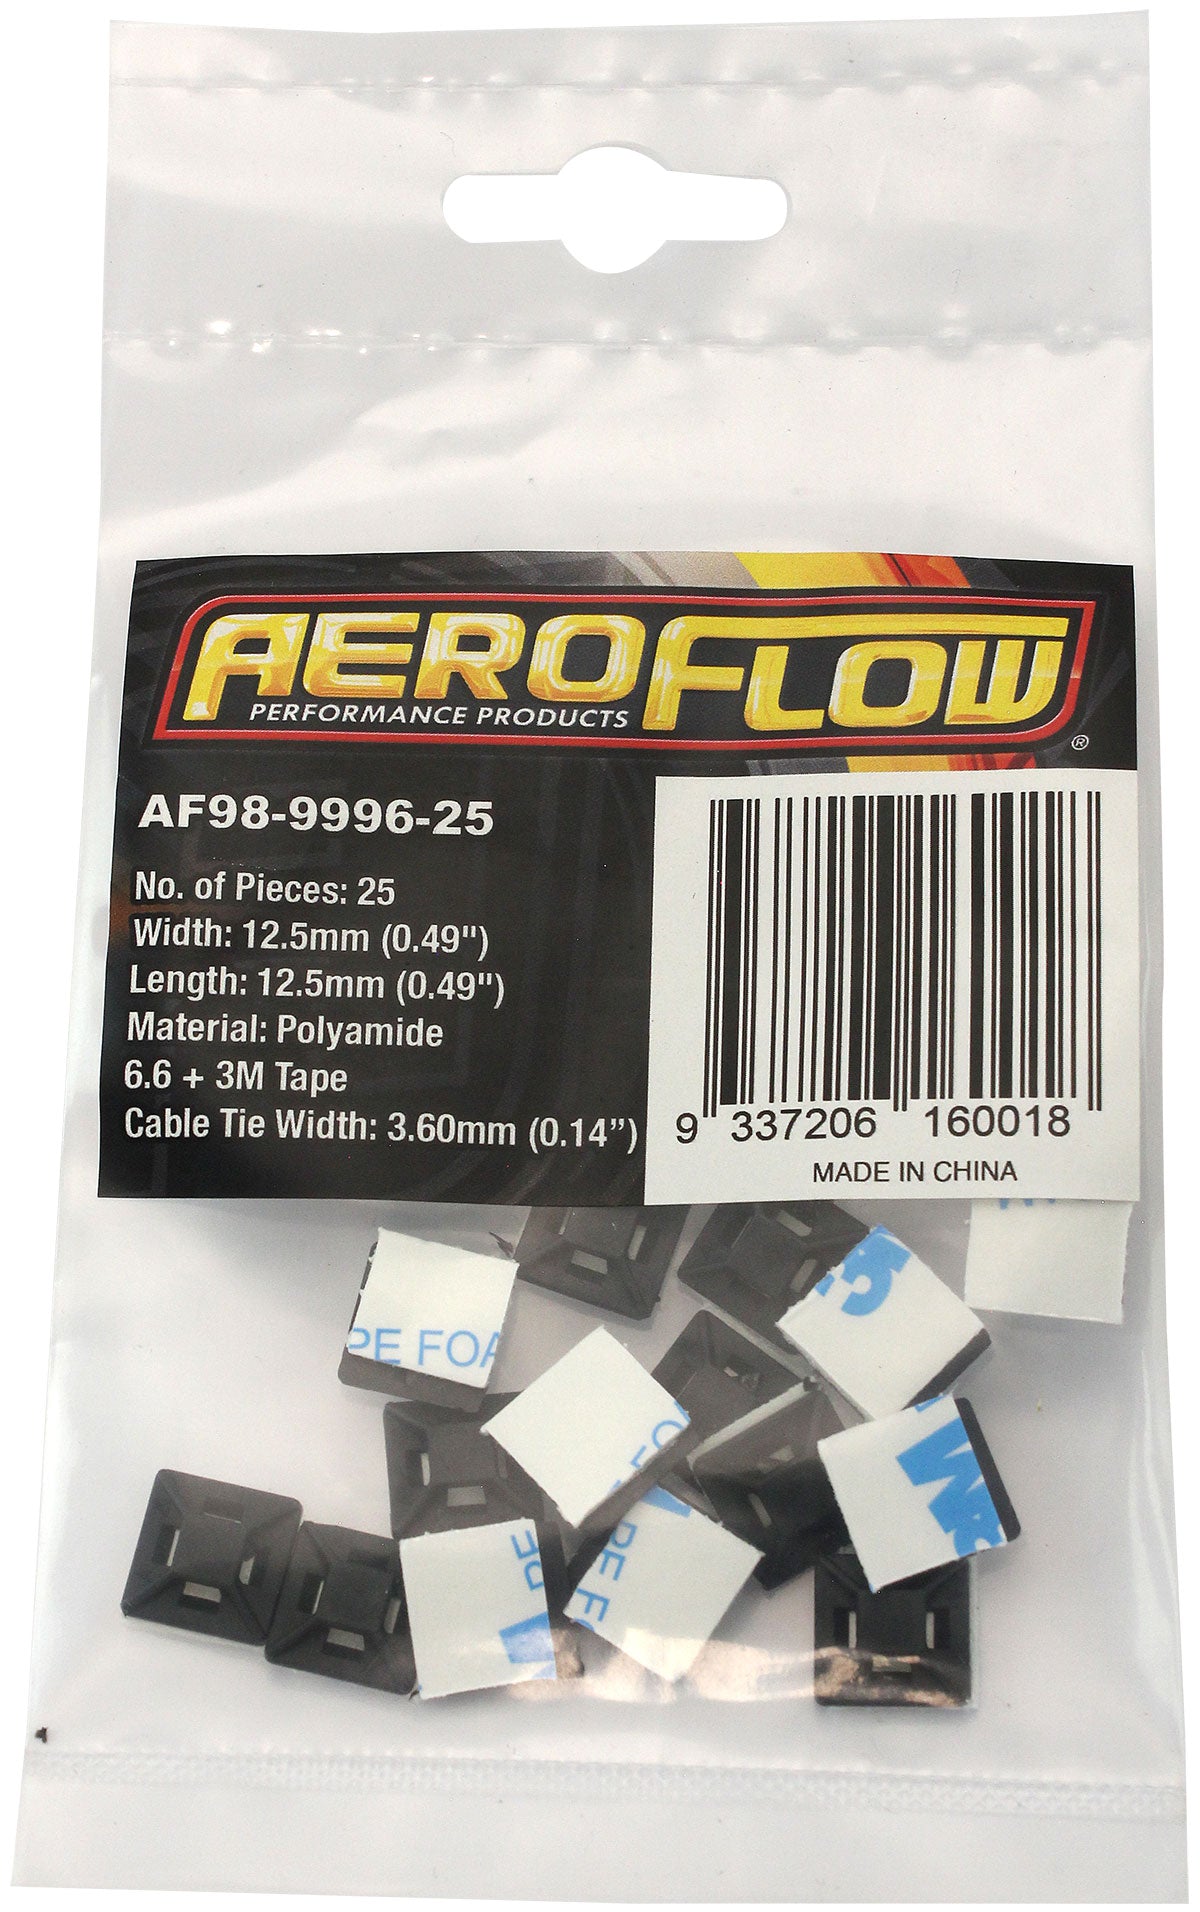 AEROFLOW
PERFORMANCE PRODUCTS
®
AF98-9996-25
No. of Pieces: 25
Width: 12.5mm (0.49")
Length: 12.5mm (0.49")
Material: Polyamide
6.6 + 3M Tape
Cable Tie Width: 3.60mm (0.14”)
9 337206 160018
MADE IN CHINA
PE FOA